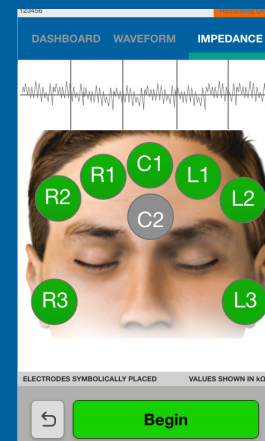 123456
DASHBOARD WAVEFORM IMPEDANCE
C1
R1 L1
R2 L2
C2
R3 L3
ELECTRODES SYMBOLICALLY PLACED VALUES SHOWN IN kΩ
Begin